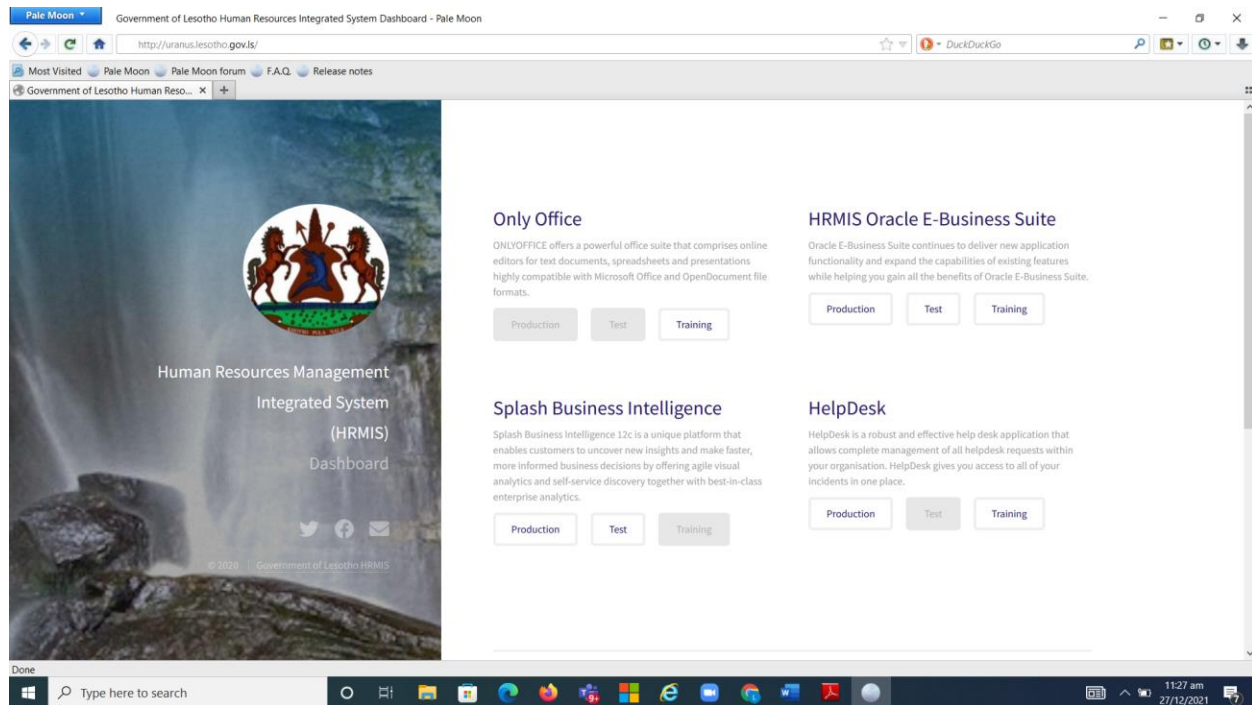 Pale Moon
Government of Lesotho Human Resources Integrated System Dashboard - Pale Moon
http://uranus.lesotho.gov.ls/
DuckDuckGo
Most Visited Pale Moon Pale Moon forum F.A.Q. Release notes
Government of Lesotho Human Reso...
Human Resources Management
Integrated System
(HRMIS)
Dashboard
© 2020 | Government of Lesotho HRMIS
Only Office
ONLYOFFICE offers a powerful office suite that comprises online
editors for text documents, spreadsheets and presentations
highly compatible with Microsoft Office and OpenDocument file
formats.
Production Test Training
HRMIS Oracle E-Business Suite
Oracle E-Business Suite continues to deliver new application
functionality and expand the capabilities of existing features
while helping you gain all the benefits of Oracle E-Business Suite.
Production Test Training
Splash Business Intelligence
Splash Business Intelligence 12c is a unique platform that
enables customers to uncover new insights and make faster,
more informed business decisions by offering agile visual
analytics and self-service discovery together with best-in-class
enterprise analytics.
Production Test Training
HelpDesk
HelpDesk is a robust and effective help desk application that
allows complete management of all helpdesk requests within
your organisation. HelpDesk gives you access to all of your
incidents in one place.
Production Test Training
Done
Type here to search
9+
11:27 am
27/12/2021
7